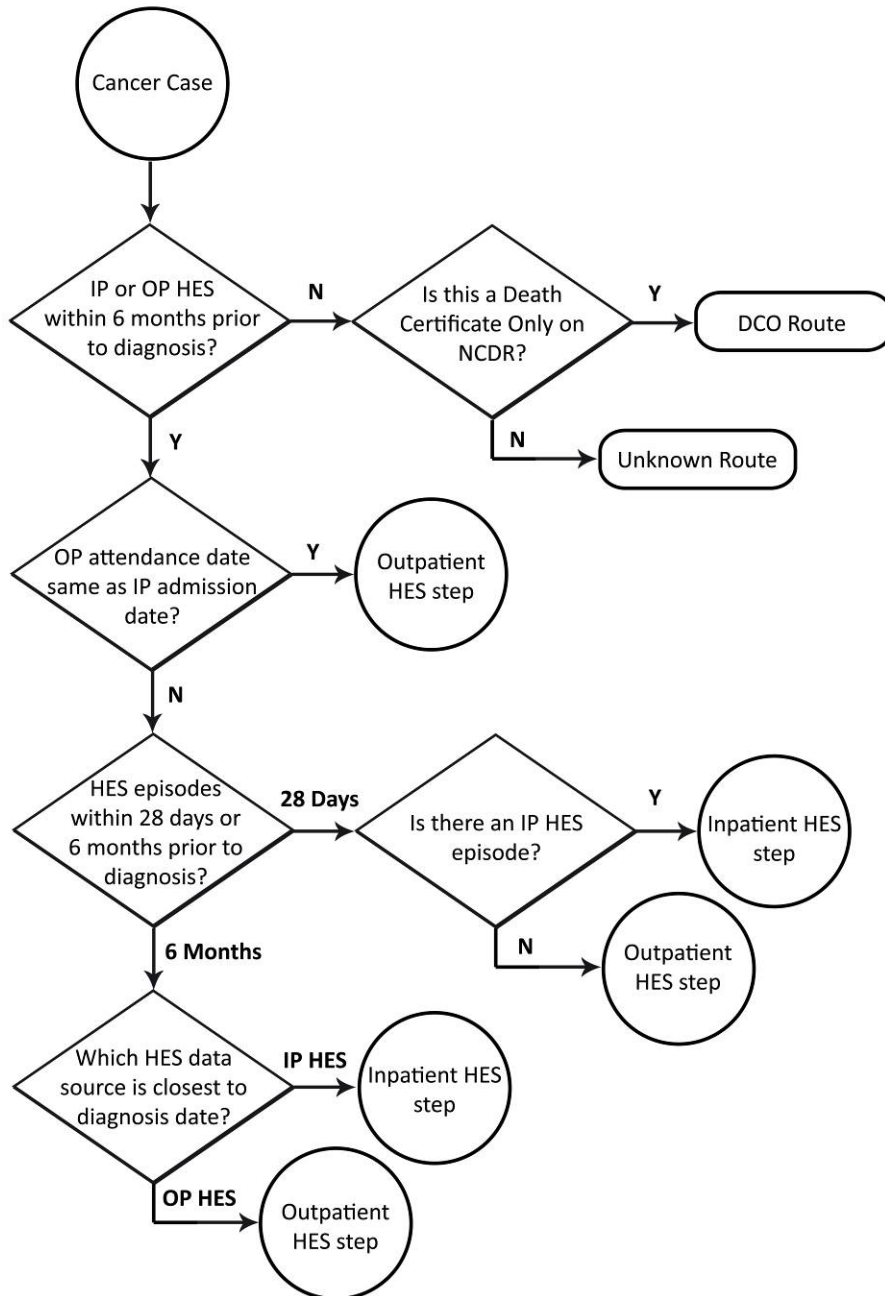 Cancer Case
IP or OP HES
within 6 months prior
to diagnosis?
N
Is this a Death
Certificate Only on
NCDR?
Y
DCO Route
N
Unknown Route
Y
OP attendance date
same as IP admission
date?
Y
Outpatient
HES step
N
HES episodes
within 28 days or
6 months prior to
diagnosis?
28 Days
Is there an IP HES
episode?
Y
Inpatient HES
step
N
Outpatient
HES step
6 Months
Which HES data
source is closest to
diagnosis date?
IP HES
Inpatient HES
step
OP HES
Outpatient
HES step